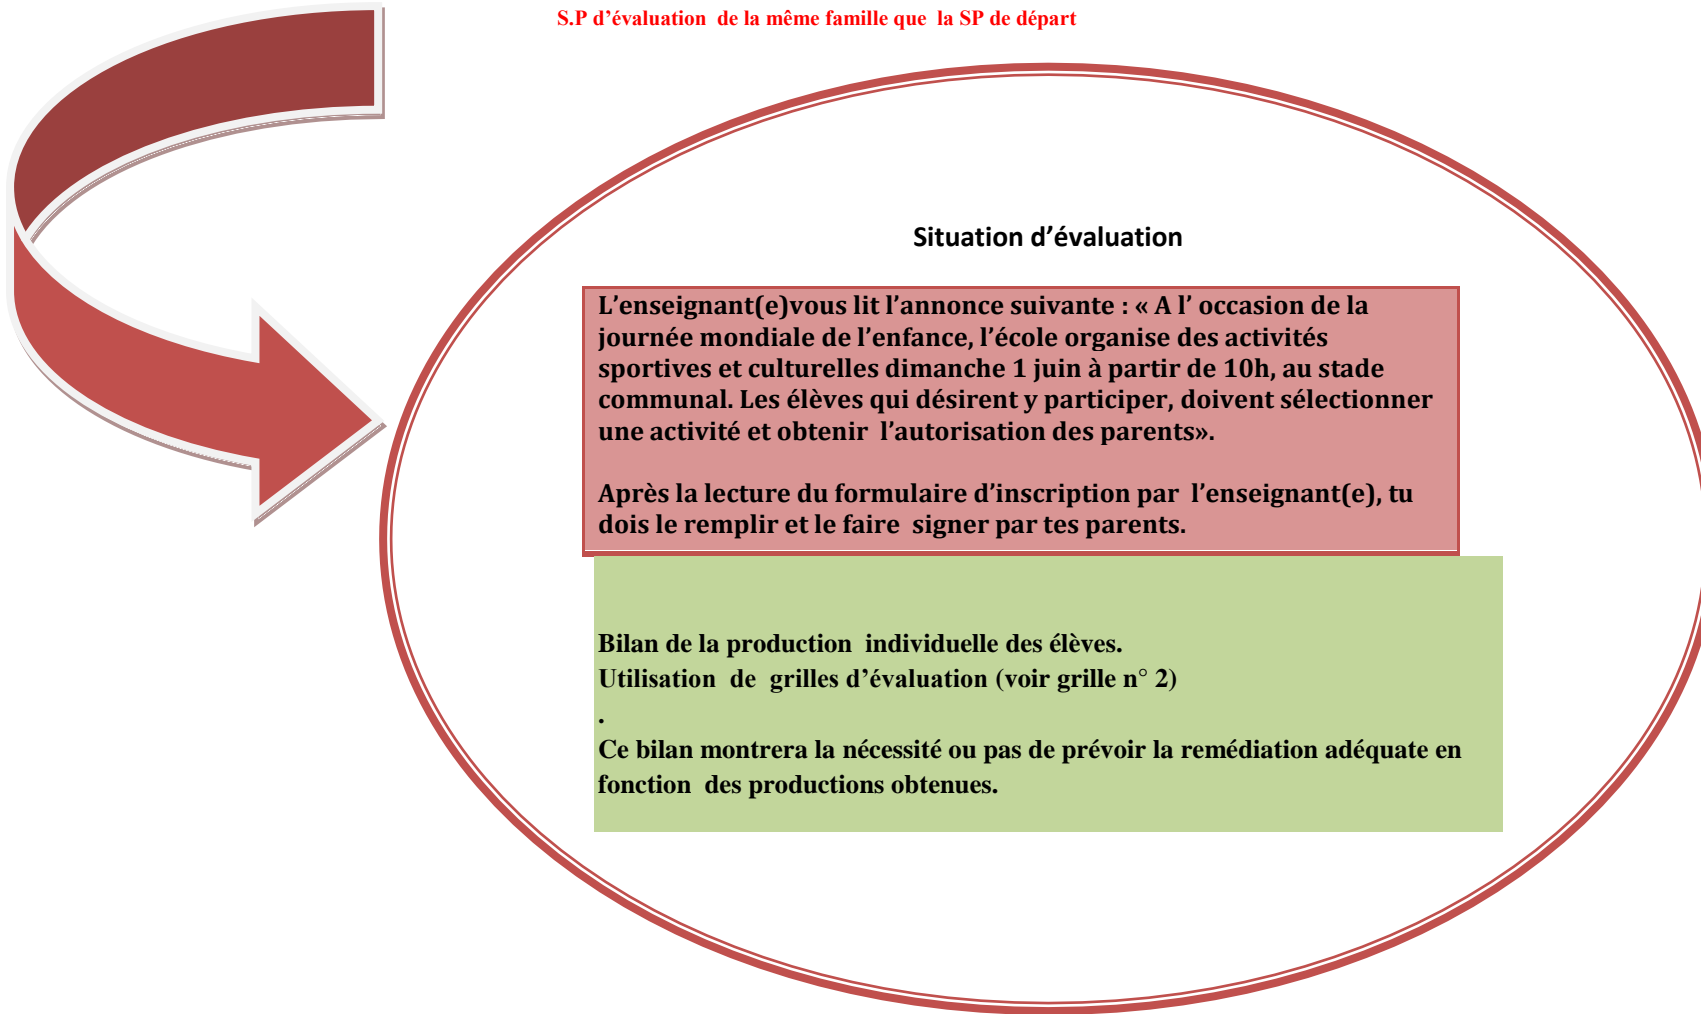 S.P d’évaluation de la même famille que la SP de départ
Situation d’évaluation
L’enseignant(e)vous lit l’annonce suivante : « A l’ occasion de la
journée mondiale de l’enfance, l’école organise des activités
sportives et culturelles dimanche 1 juin à partir de 10h, au stade
communal. Les élèves qui désirent y participer, doivent sélectionner
une activité et obtenir l’autorisation des parents».
Après la lecture du formulaire d’inscription par l’enseignant(e), tu
dois le remplir et le faire signer par tes parents.
Bilan de la production individuelle des élèves.
Utilisation de grilles d’évaluation (voir grille n° 2)
.
Ce bilan montrera la nécessité ou pas de prévoir la remédiation adéquate en
fonction des productions obtenues.